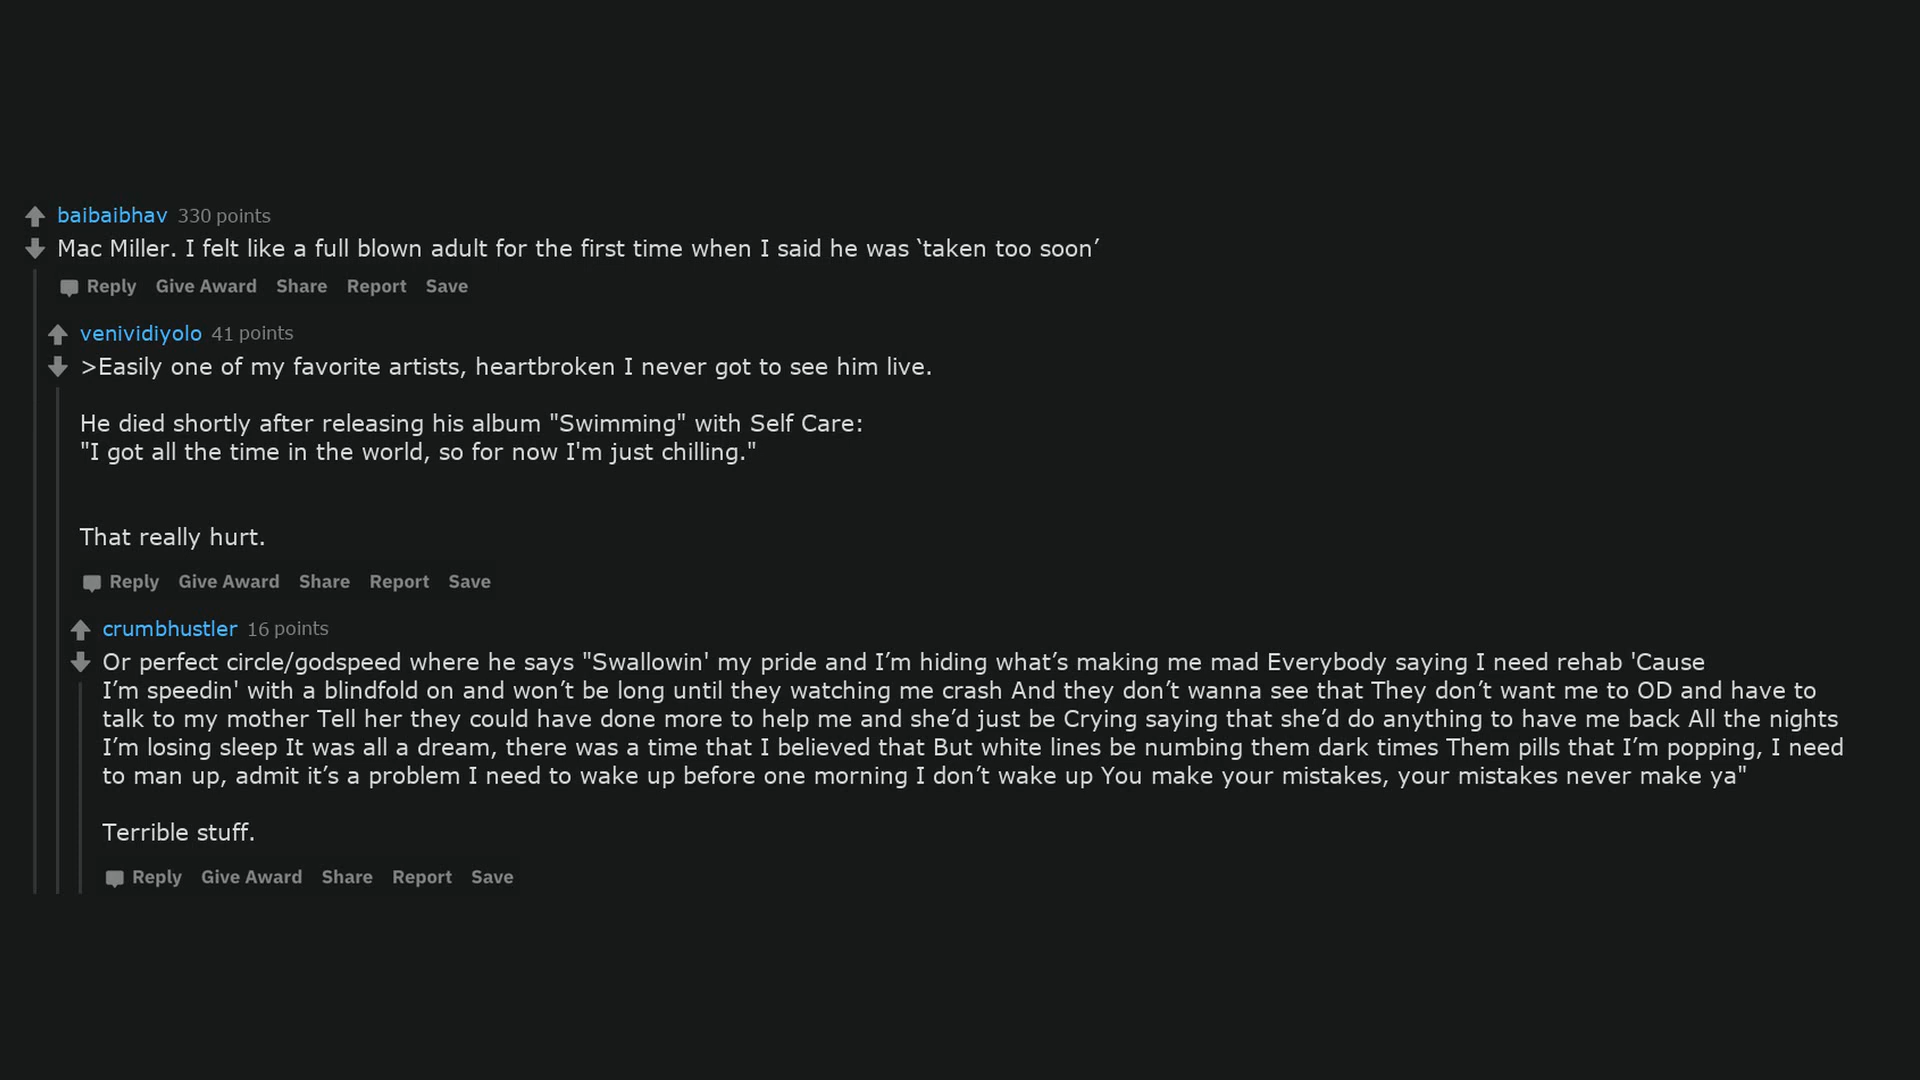 baibaibhav 330 points
Mac Miller. I felt like a full blown adult for the first time when I said he was ‘taken too soon’
Reply Give Award Share Report Save
venividiyolo 41 points
>Easily one of my favorite artists, heartbroken I never got to see him live.
He died shortly after releasing his album "Swimming" with Self Care:
"I got all the time in the world, so for now I'm just chilling."
That really hurt.
Reply Give Award Share Report Save
crumbhustler 16 points
Or perfect circle/godspeed where he says "Swallowin' my pride and I’m hiding what’s making me mad Everybody saying I need rehab 'Cause
I’m speedin' with a blindfold on and won’t be long until they watching me crash And they don’t wanna see that They don’t want me to OD and have to
talk to my mother Tell her they could have done more to help me and she’d just be Crying saying that she’d do anything to have me back All the nights
I’m losing sleep It was all a dream, there was a time that I believed that But white lines be numbing them dark times Them pills that I’m popping, I need
to man up, admit it’s a problem I need to wake up before one morning I don’t wake up You make your mistakes, your mistakes never make ya"
Terrible stuff.
Reply Give Award Share Report Save